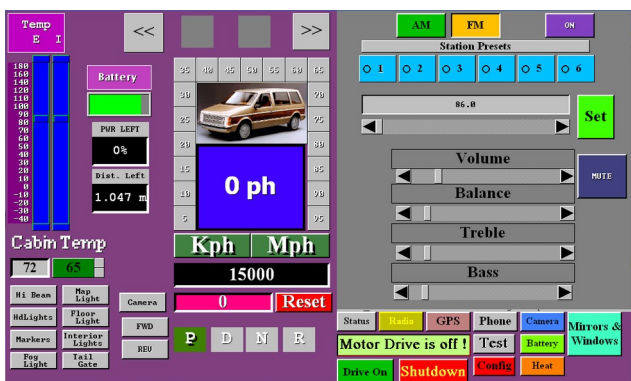 Temp
E I
<<
>>
180
160
140
120
110
100
90
80
70
60
50
40
30
20
10
0
-10
-20
-30
-40
Battery
PWR LEFT
0%
Dist. Left
1.047 m
35 40 45 50 55 60 65
30 70
25 75
20 80
15 85
10 90
5 95
0 ph
Kph Mph
15000
0 Reset
P D N R
Cabin Temp
72 65
Hi Beam
Map Light
HdLights
Floor Light
Markers
Interior Lights
Fog Light
Tail Gate
Camera
FWD
REV
AM FM ON
Station Presets
1 2 3 4 5 6
86.0
Set
Volume
MUTE
Balance
Treble
Bass
Status Radio GPS Phone Camera
Mirrors & Windows
Motor Drive is off ! Test Battery
Drive On Shutdown Config Heat